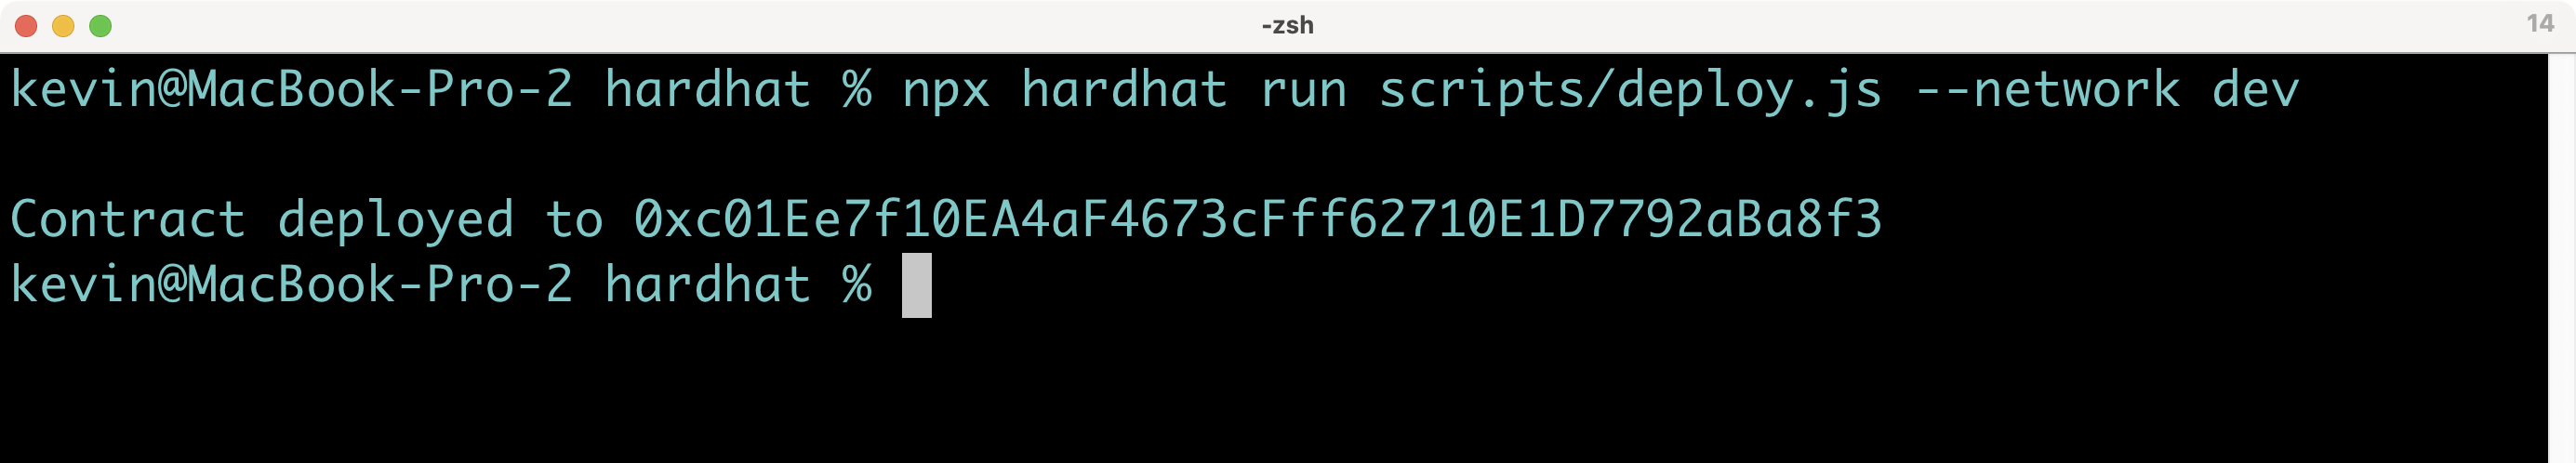 -zsh
14
kevin@MacBook-Pro-2 hardhat % npx hardhat run scripts/deploy.js --network dev
Contract deployed to 0xc01Ee7f10EA4aF4673cFff62710E1D7792aBa8f3
kevin@MacBook-Pro-2 hardhat %